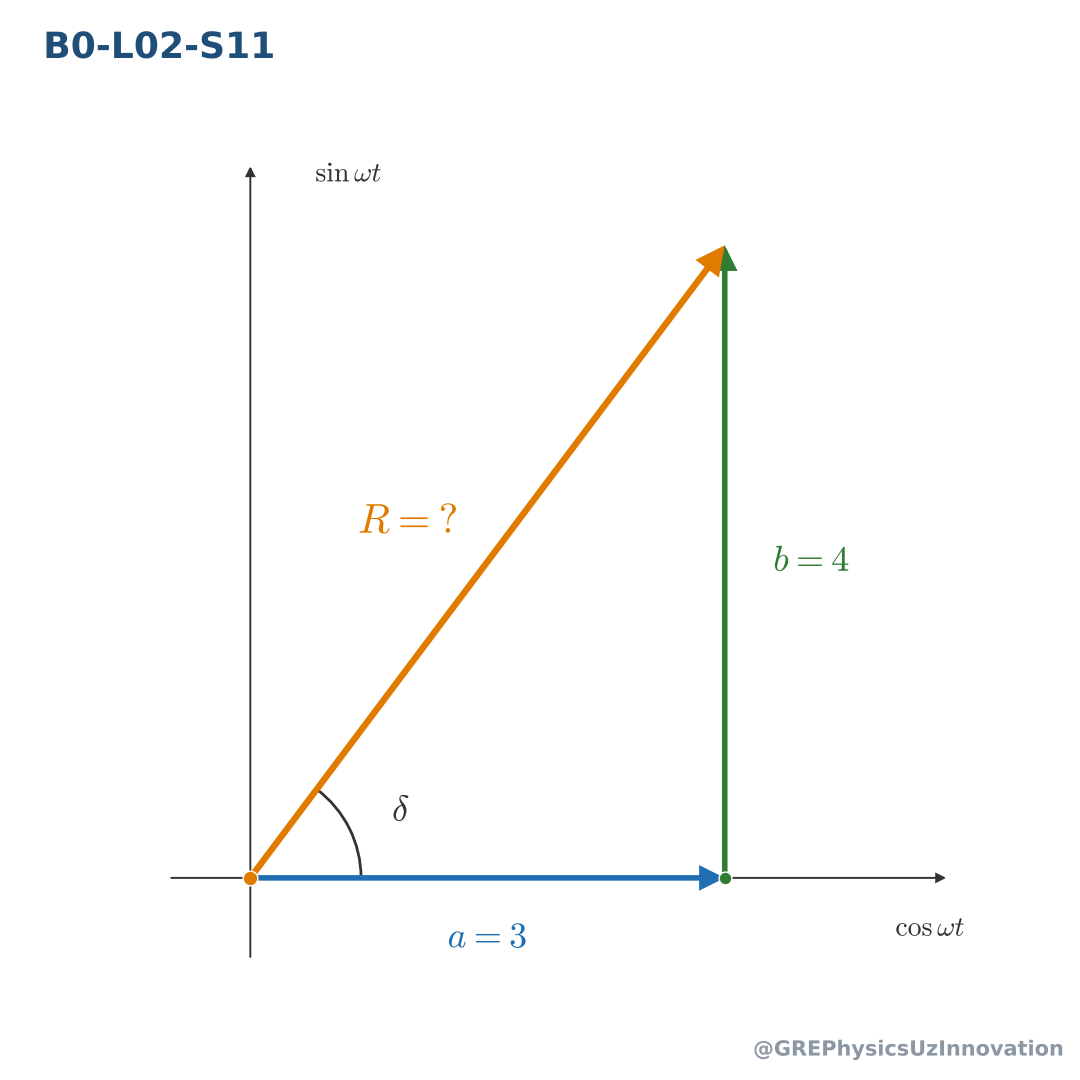 B0-L02-S11
sin ωt
R = ?
b = 4
δ
a = 3
cos ωt
@GREPhysicsUzInnovation